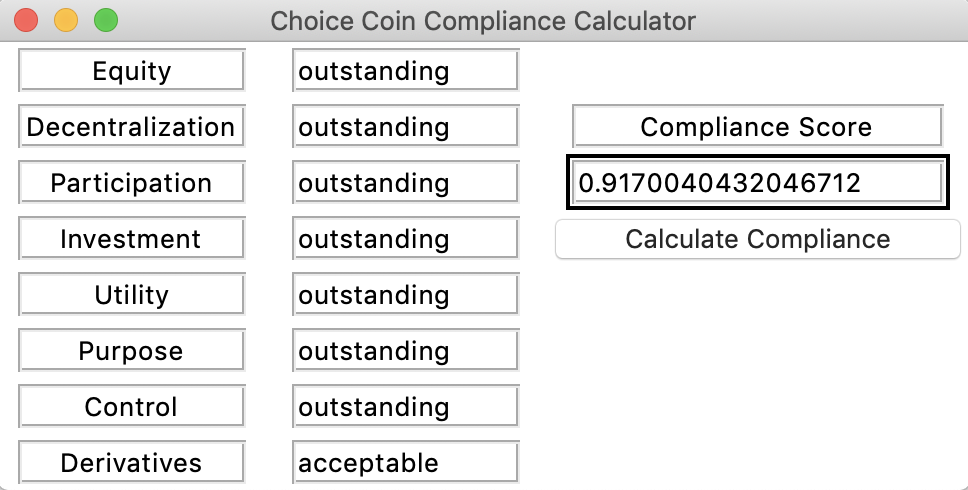 Choice Coin Compliance Calculator
Equity outstanding
Decentralization outstanding Compliance Score
Participation outstanding 0.9170040432046712
Investment outstanding Calculate Compliance
Utility outstanding
Purpose outstanding
Control outstanding
Derivatives acceptable